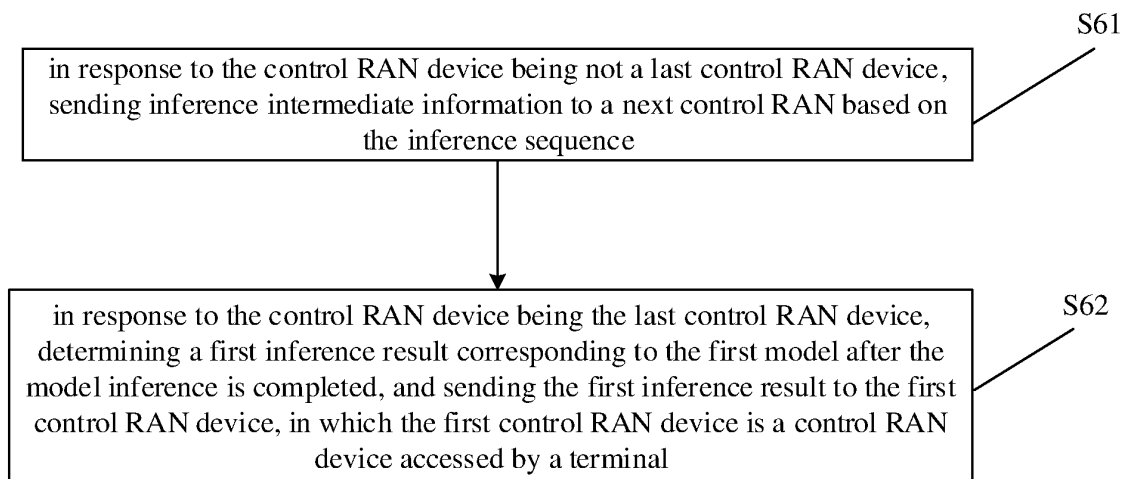 S61
in response to the control RAN device being not a last control RAN device,
sending inference intermediate information to a next control RAN based on
the inference sequence
S62
in response to the control RAN device being the last control RAN device,
determining a first inference result corresponding to the first model after the
model inference is completed, and sending the first inference result to the first
control RAN device, in which the first control RAN device is a control RAN
device accessed by a terminal